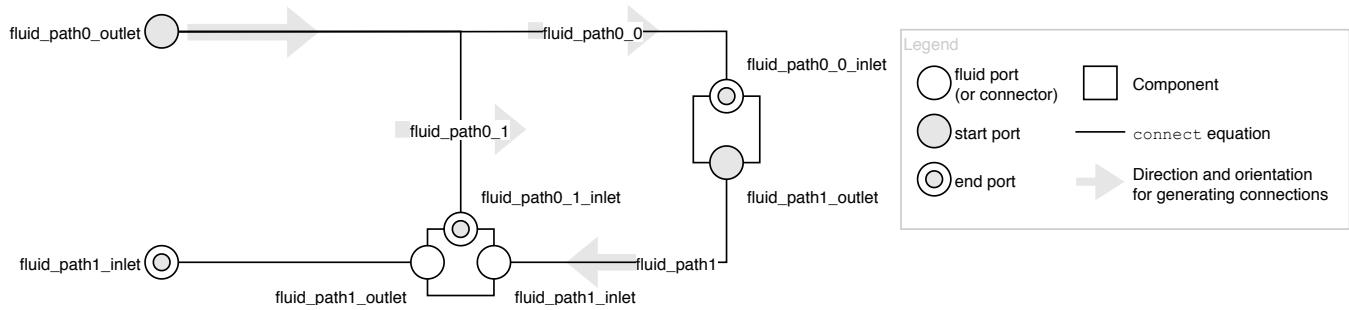 fluid_path0_outlet
fluid_path0_0
fluid_path0_0_inlet
fluid_path0_1
fluid_path0_1_inlet
fluid_path1_outlet
fluid_path1_inlet
fluid_path1
fluid_path1_outlet
fluid_path1_inlet
Legend
fluid port
(or connector)
Component
start port
connect equation
end port
Direction and orientation
for generating connections